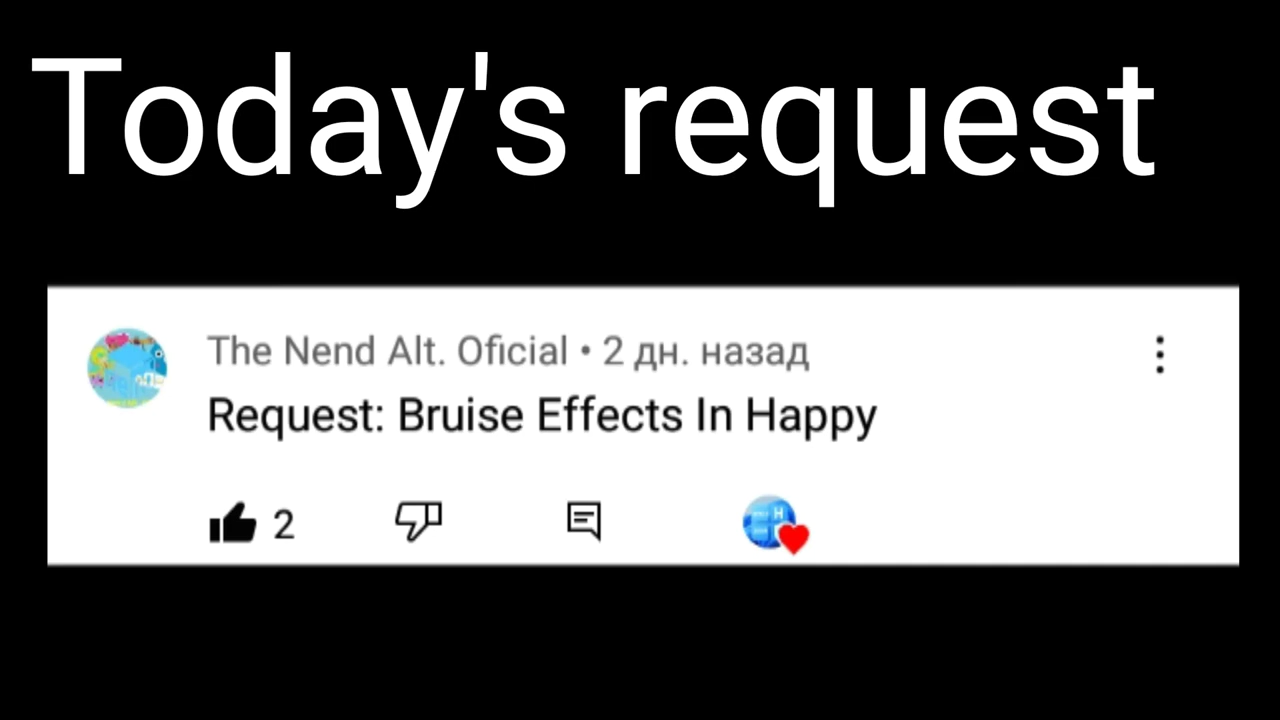 Today's request
The Nend Alt. Oficial • 2 дн. назад
Request: Bruise Effects In Happy
2